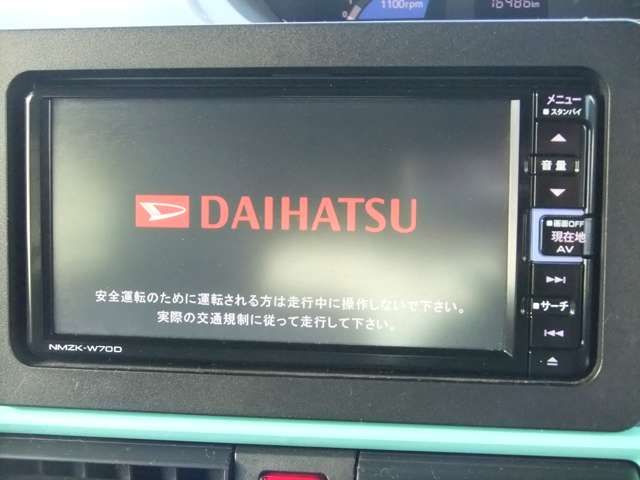 1100rpm
16986km
メニュー
■スタンバイ
音量
■画面OFF
現在地
AV
DAIHATSU
■サーチ
安全運転のために運転される方は走行中に操作しないで下さい。
実際の交通規制に従って走行して下さい。
NMZK-W70D